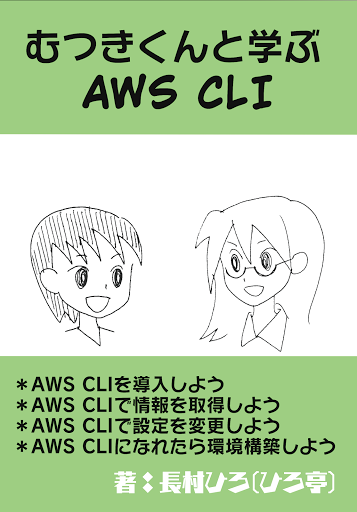 むつきくんと学ぶ
AWS CLI
＊AWS CLIを導入しよう
＊AWS CLIで情報を取得しよう
＊AWS CLIで設定を変更しよう
＊AWS CLIになれたら環境構築しよう
著：長村ひろ(ひろ亭)